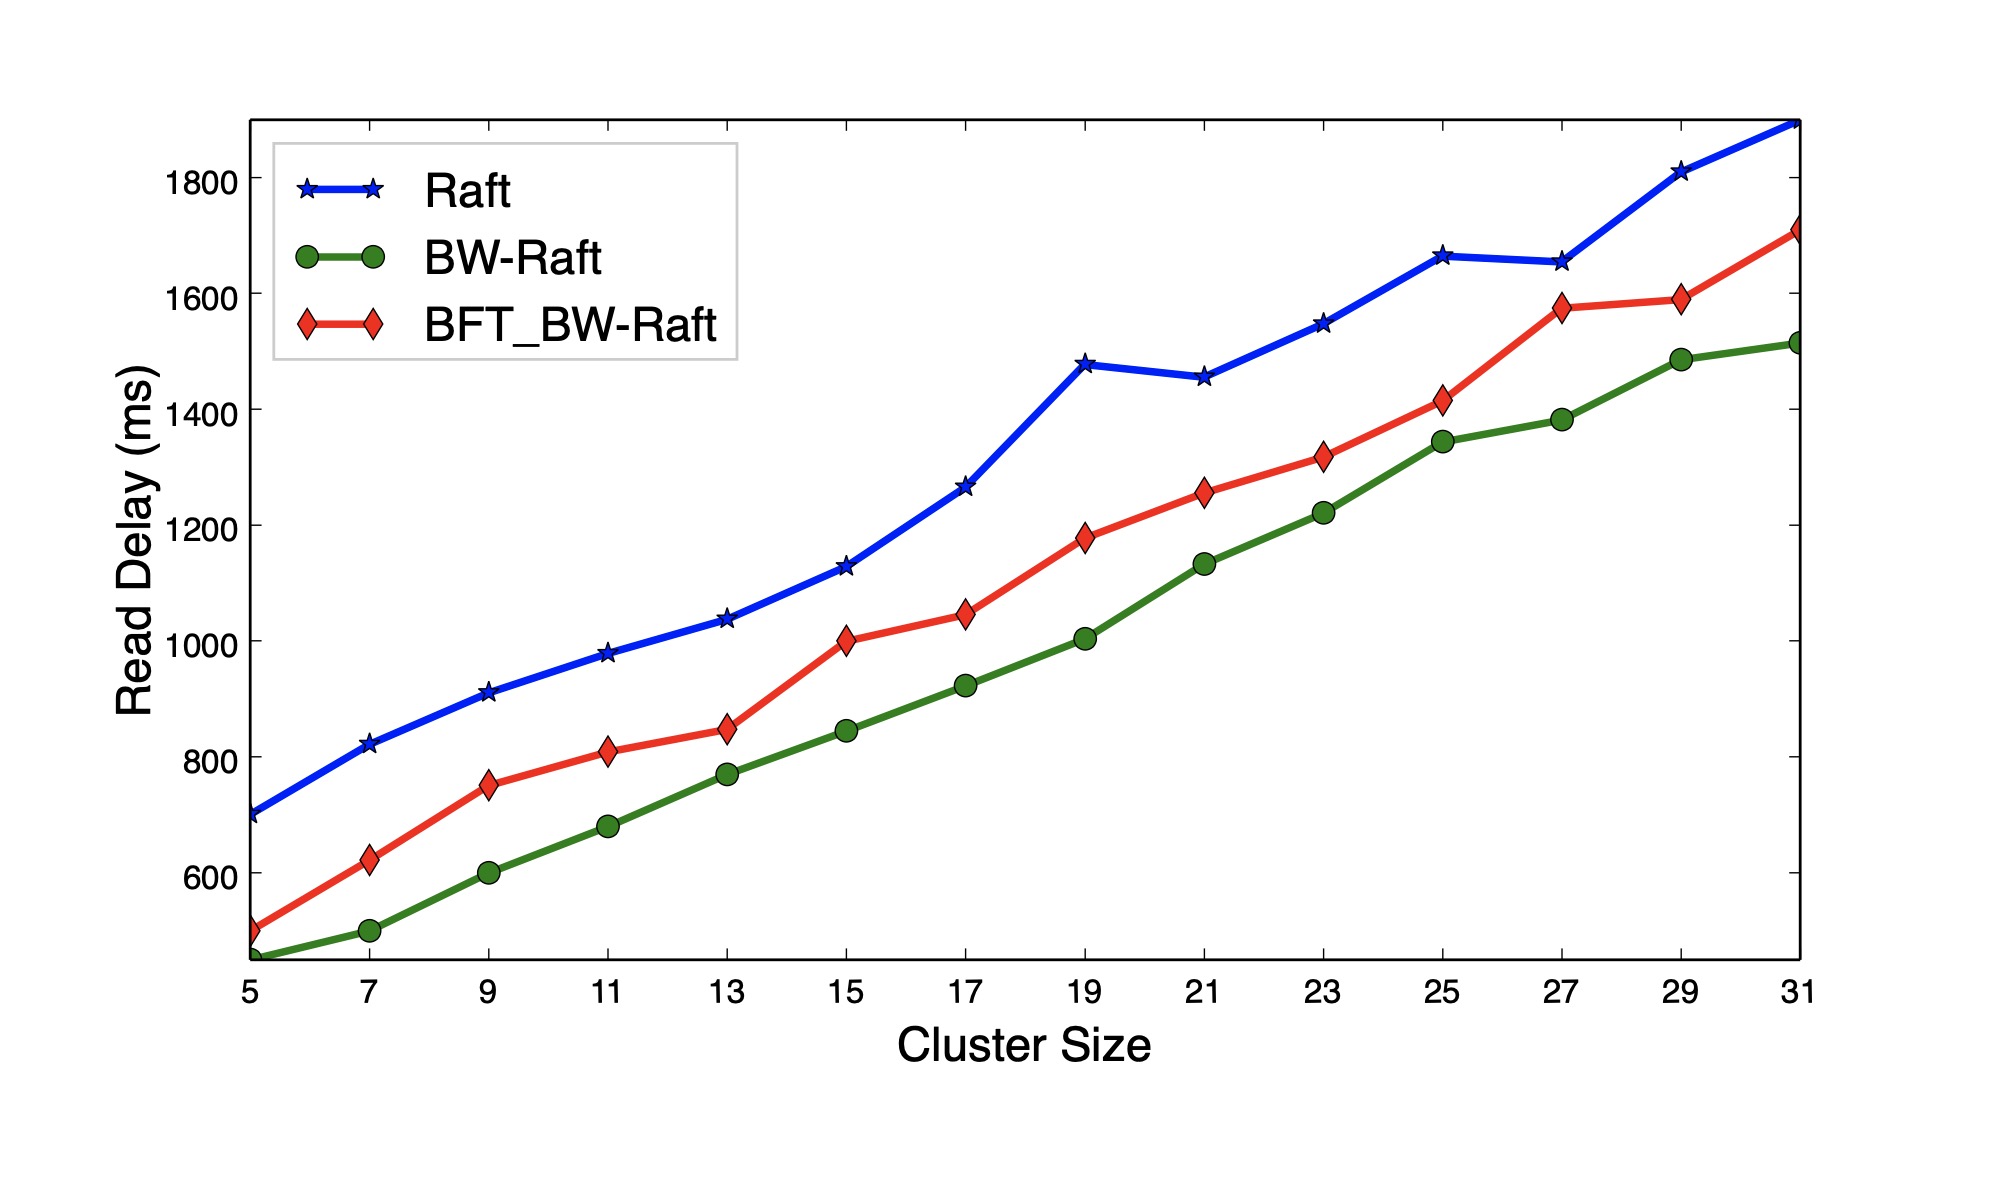 Raft
BW-Raft
BFT_BW-Raft
1800
1600
1400
1200
1000
800
600
Read Delay (ms)
5 7 9 11 13 15 17 19 21 23 25 27 29 31
Cluster Size